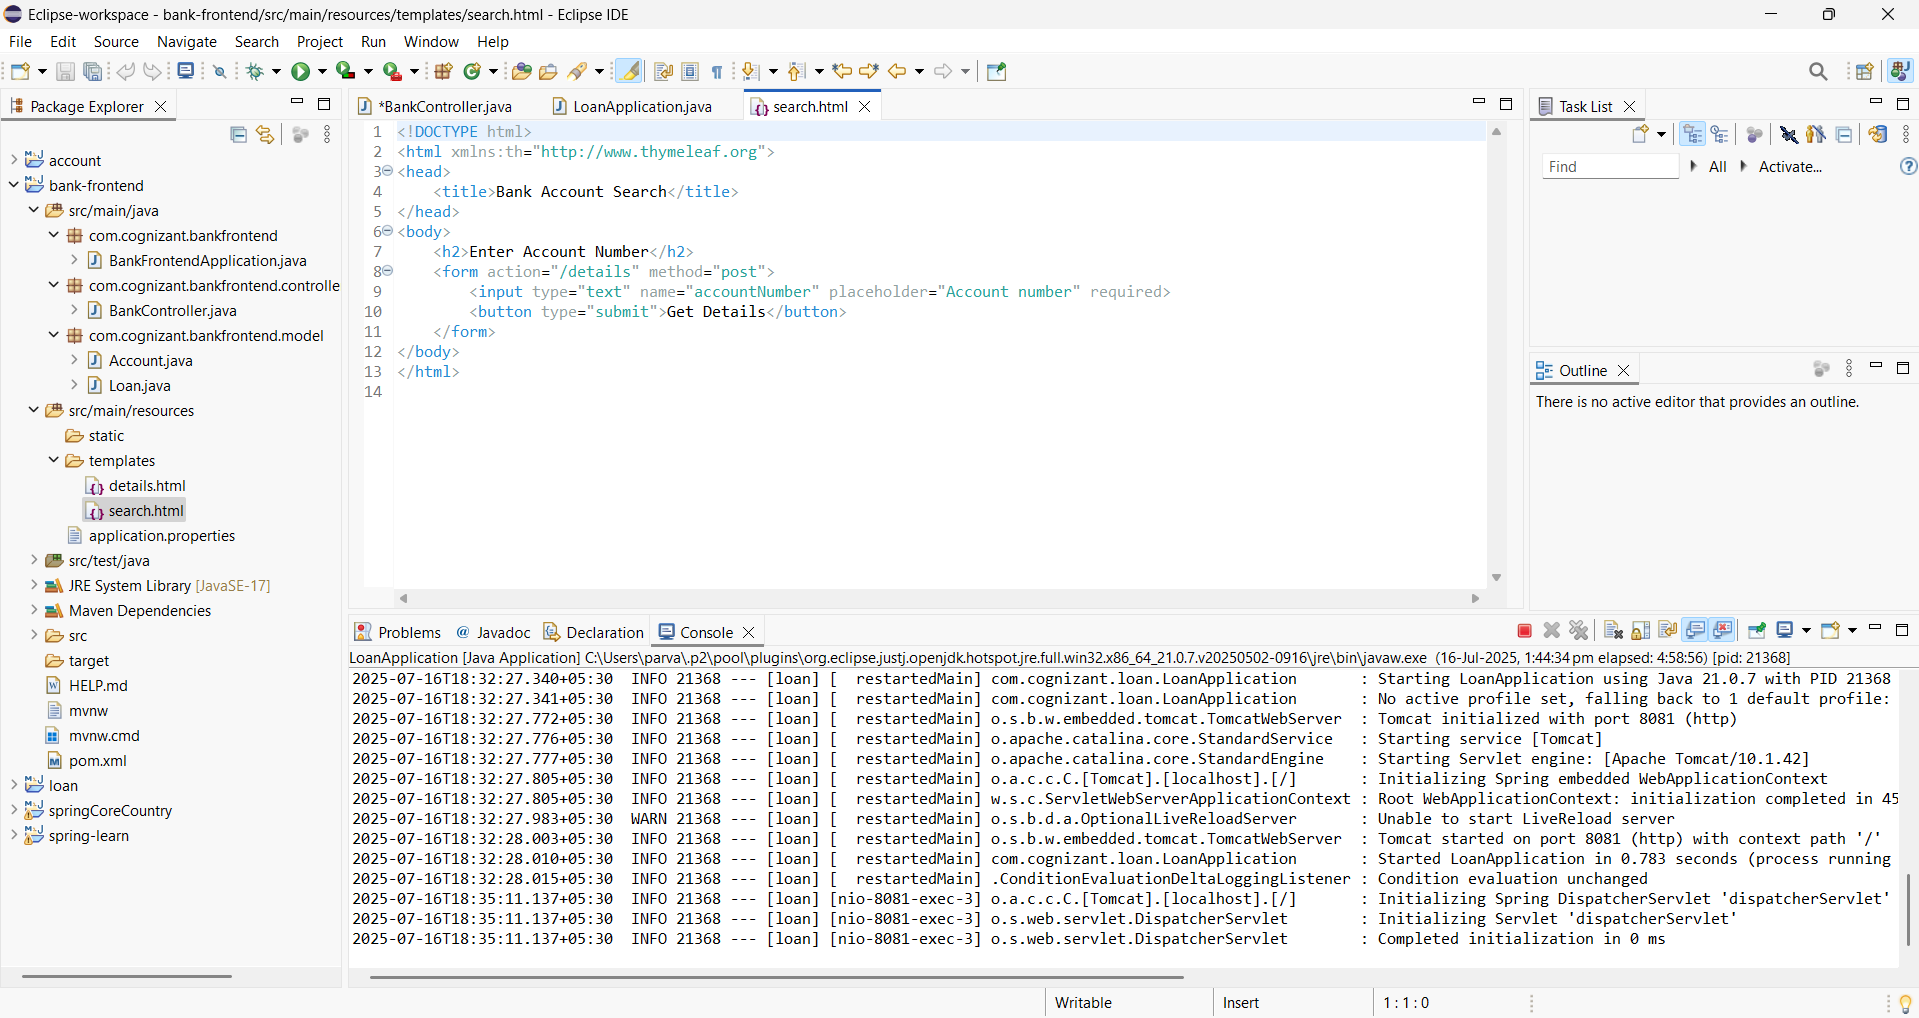 Eclipse-workspace - bank-frontend/src/main/resources/templates/search.html - Eclipse IDE
File Edit Source Navigate Search Project Run Window Help
Package Explorer
account
bank-frontend
src/main/java
com.cognizant.bankfrontend
BankFrontendApplication.java
com.cognizant.bankfrontend.controlle
BankController.java
com.cognizant.bankfrontend.model
Account.java
Loan.java
src/main/resources
static
templates
details.html
search.html
application.properties
src/test/java
JRE System Library [JavaSE-17]
Maven Dependencies
src
target
HELP.md
mvnw
mvnw.cmd
pom.xml
loan
springCoreCountry
spring-learn
*BankController.java LoanApplication.java search.html
1 <!DOCTYPE html>
2 <html xmlns:th="http://www.thymeleaf.org">
3 <head>
4 <title>Bank Account Search</title>
5 </head>
6 <body>
7 <h2>Enter Account Number</h2>
8 <form action="/details" method="post">
9 <input type="text" name="accountNumber" placeholder="Account number" required>
10 <button type="submit">Get Details</button>
11 </form>
12 </body>
13 </html>
14
Task List
Find All Activate...
Outline
There is no active editor that provides an outline.
Problems @ Javadoc Declaration Console
LoanApplication [Java Application] C:\Users\parva\.p2\pool\plugins\org.eclipse.justj.openjdk.hotspot.jre.full.win32.x86_64_21.0.7.v20250502-0916\jre\bin\javaw.exe (16-Jul-2025, 1:44:34 pm elapsed: 4:58:56) [pid: 21368]
2025-07-16T18:32:27.340+05:30 INFO 21368 --- [loan] [ restartedMain] com.cognizant.loan.LoanApplication : Starting LoanApplication using Java 21.0.7 with PID 21368
2025-07-16T18:32:27.341+05:30 INFO 21368 --- [loan] [ restartedMain] com.cognizant.loan.LoanApplication : No active profile set, falling back to 1 default profile:
2025-07-16T18:32:27.772+05:30 INFO 21368 --- [loan] [ restartedMain] o.s.b.w.embedded.tomcat.TomcatWebServer : Tomcat initialized with port 8081 (http)
2025-07-16T18:32:27.776+05:30 INFO 21368 --- [loan] [ restartedMain] o.apache.catalina.core.StandardService : Starting service [Tomcat]
2025-07-16T18:32:27.777+05:30 INFO 21368 --- [loan] [ restartedMain] o.apache.catalina.core.StandardEngine : Starting Servlet engine: [Apache Tomcat/10.1.42]
2025-07-16T18:32:27.805+05:30 INFO 21368 --- [loan] [ restartedMain] o.a.c.c.C.[Tomcat].[localhost].[/] : Initializing Spring embedded WebApplicationContext
2025-07-16T18:32:27.805+05:30 INFO 21368 --- [loan] [ restartedMain] w.s.c.ServletWebServerApplicationContext : Root WebApplicationContext: initialization completed in 45
2025-07-16T18:32:27.983+05:30 WARN 21368 --- [loan] [ restartedMain] o.s.b.d.a.OptionalLiveReloadServer : Unable to start LiveReload server
2025-07-16T18:32:28.003+05:30 INFO 21368 --- [loan] [ restartedMain] o.s.b.w.embedded.tomcat.TomcatWebServer : Tomcat started on port 8081 (http) with context path '/'
2025-07-16T18:32:28.010+05:30 INFO 21368 --- [loan] [ restartedMain] com.cognizant.loan.LoanApplication : Started LoanApplication in 0.783 seconds (process running
2025-07-16T18:32:28.015+05:30 INFO 21368 --- [loan] [ restartedMain] .ConditionEvaluationDeltaLoggingListener : Condition evaluation unchanged
2025-07-16T18:35:11.137+05:30 INFO 21368 --- [loan] [nio-8081-exec-3] o.a.c.c.C.[Tomcat].[localhost].[/] : Initializing Spring DispatcherServlet 'dispatcherServlet'
2025-07-16T18:35:11.137+05:30 INFO 21368 --- [loan] [nio-8081-exec-3] o.s.web.servlet.DispatcherServlet : Initializing Servlet 'dispatcherServlet'
2025-07-16T18:35:11.137+05:30 INFO 21368 --- [loan] [nio-8081-exec-3] o.s.web.servlet.DispatcherServlet : Completed initialization in 0 ms
Writable Insert 1 : 1 : 0